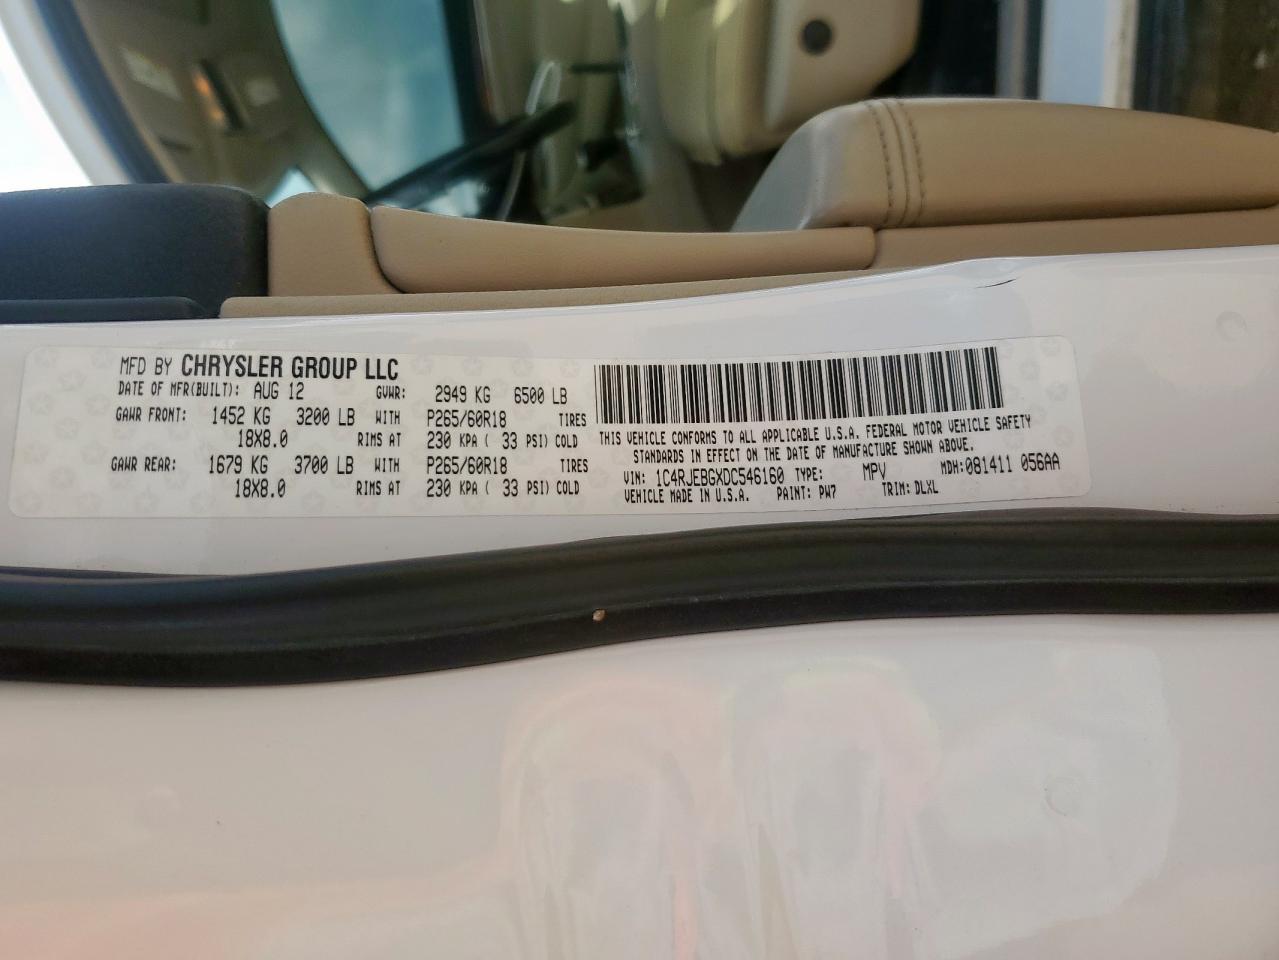 MFD BY CHRYSLER GROUP LLC
DATE OF MFR(BUILT): AUG 12 GVWR: 2949 KG 6500 LB
GAWR FRONT: 1452 KG 3200 LB WITH P265/60R18 TIRES
18X8.0 RIMS AT 230 KPA ( 33 PSI) COLD
GAWR REAR: 1679 KG 3700 LB WITH P265/60R18 TIRES
18X8.0 RIMS AT 230 KPA ( 33 PSI) COLD
THIS VEHICLE CONFORMS TO ALL APPLICABLE U.S.A. FEDERAL MOTOR VEHICLE SAFETY
STANDARDS IN EFFECT ON THE DATE OF MANUFACTURE SHOWN ABOVE.
VIN: 1C4RJEBGXDC546160 TYPE: MPV MDH:081411 056AA
VEHICLE MADE IN U.S.A. PAINT: PW7 TRIM: DLXL